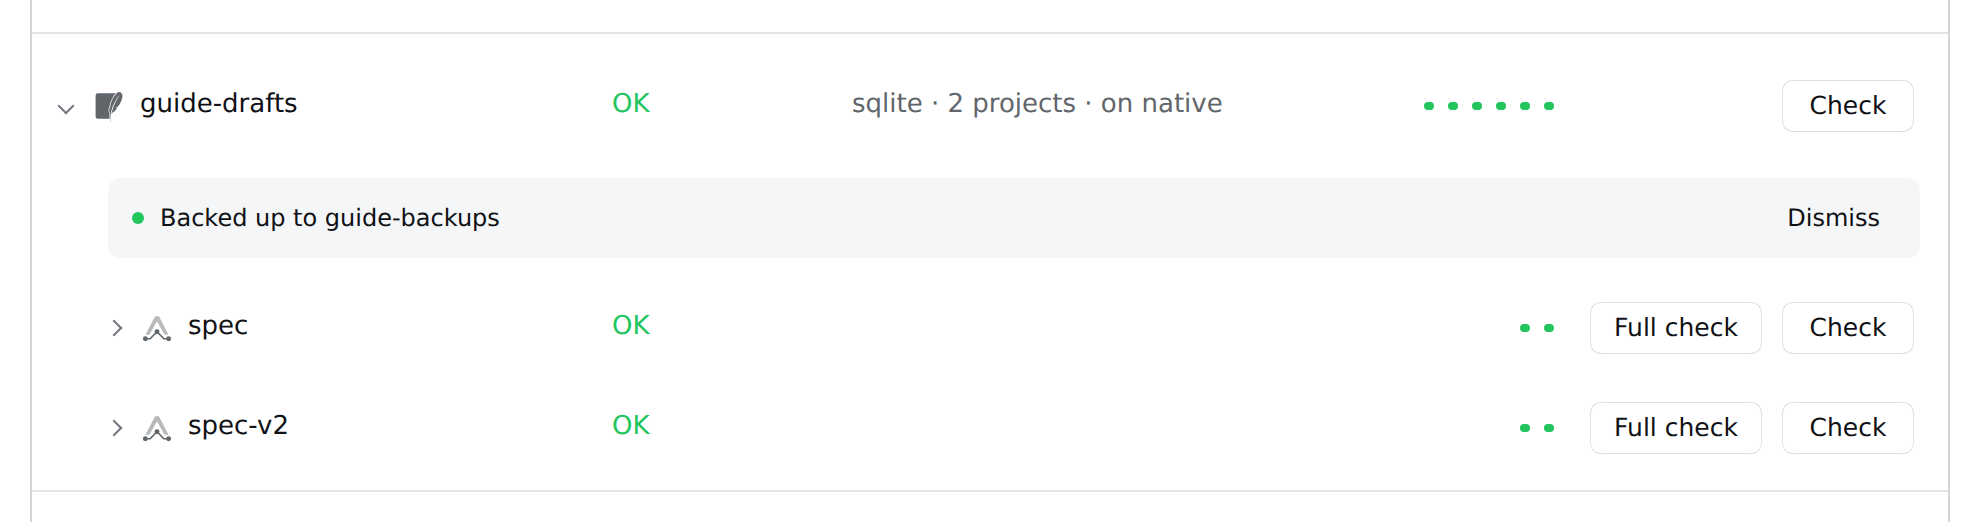 guide-drafts OK sqlite · 2 projects · on native Check
Backed up to guide-backups Dismiss
spec OK Full check Check
spec-v2 OK Full check Check